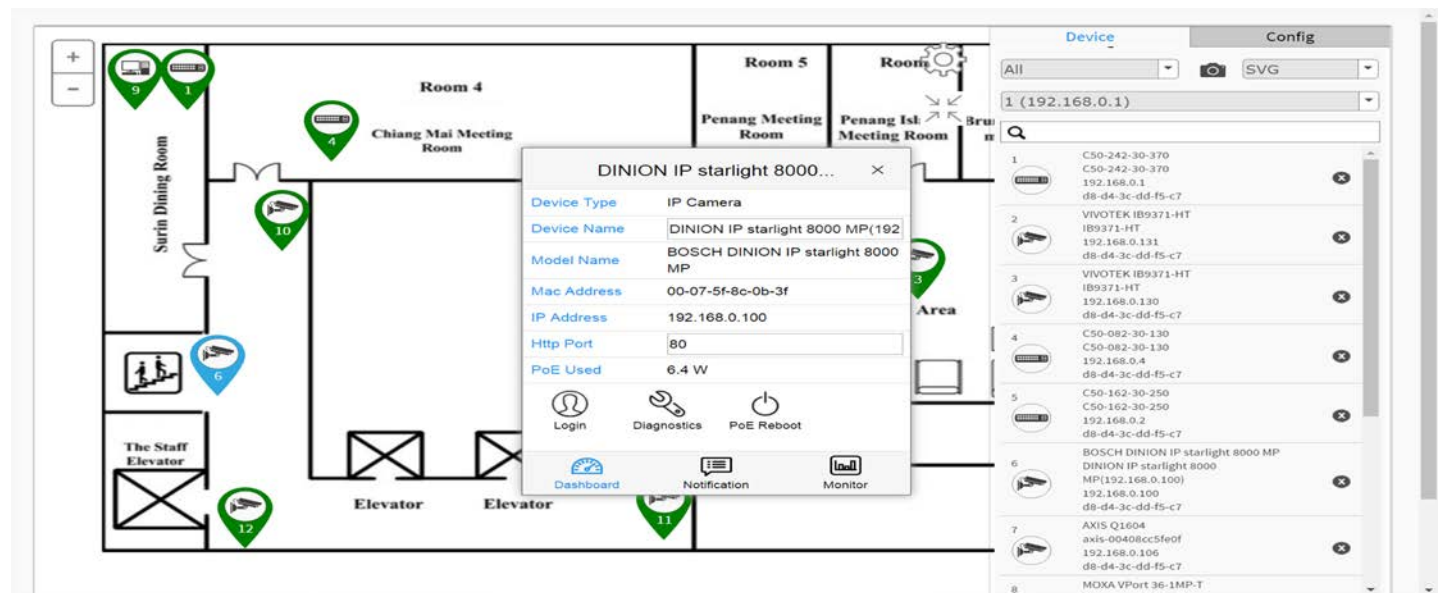 +
−
9
1
Room 4
4
Chiang Mai Meeting
Room
Surin Dining Room
10
6
The Staff
Elevator
12
Elevator
Elevator
11
Room 5
Room
Penang Meeting
Room
Penang Isl
Meeting Room
Bru
m
3
Area
DINION IP starlight 8000... ×
Device Type IP Camera
Device Name DINION IP starlight 8000 MP(192
Model Name BOSCH DINION IP starlight 8000
MP
Mac Address 00-07-5f-8c-0b-3f
IP Address 192.168.0.100
Http Port 80
PoE Used 6.4 W
Login Diagnostics PoE Reboot
Dashboard Notification Monitor
Device Config
All SVG
1 (192.168.0.1)
1
C50-242-30-370
C50-242-30-370
192.168.0.1
d8-d4-3c-dd-f5-c7
2
VIVOTEK IB9371-HT
IB9371-HT
192.168.0.131
d8-d4-3c-dd-f5-c7
3
VIVOTEK IB9371-HT
IB9371-HT
192.168.0.130
d8-d4-3c-dd-f5-c7
4
C50-082-30-130
C50-082-30-130
192.168.0.4
d8-d4-3c-dd-f5-c7
5
C50-162-30-250
C50-162-30-250
192.168.0.2
d8-d4-3c-dd-f5-c7
6
BOSCH DINION IP starlight 8000 MP
DINION IP starlight 8000
MP(192.168.0.100)
192.168.0.100
d8-d4-3c-dd-f5-c7
7
AXIS Q1604
axis-00408cc5fe0f
192.168.0.106
d8-d4-3c-dd-f5-c7
8
MOXA VPort 36-1MP-T